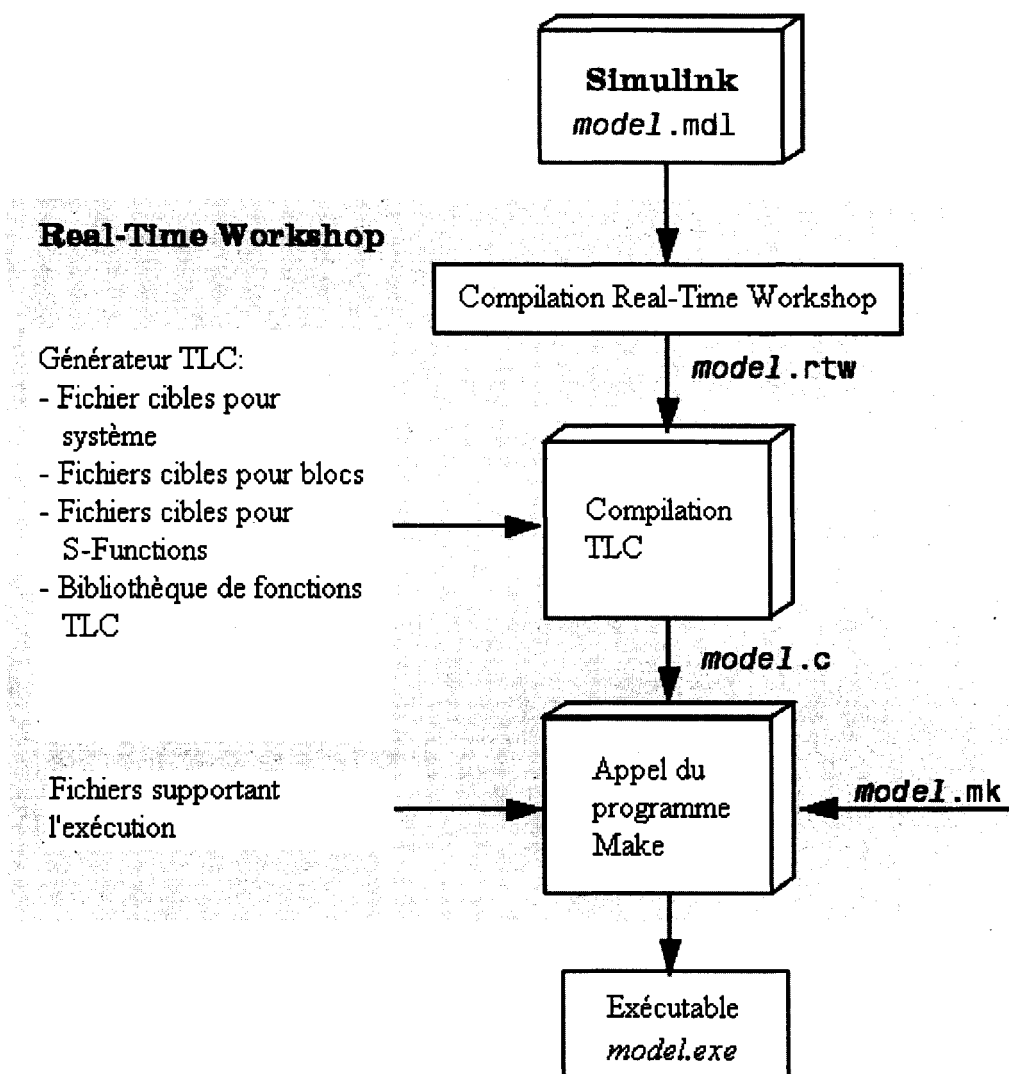 Simulink
model.mdl
Real-Time Workshop
Compilation Real-Time Workshop
model.rtw
Générateur TLC:
- Fichier cibles pour
système
- Fichiers cibles pour blocs
- Fichiers cibles pour
S-Functions
- Bibliothèque de fonctions
TLC
Compilation
TLC
model.c
Fichiers supportant
l'exécution
Appel du
programme
Make
model.mk
Exécutable
model.exe